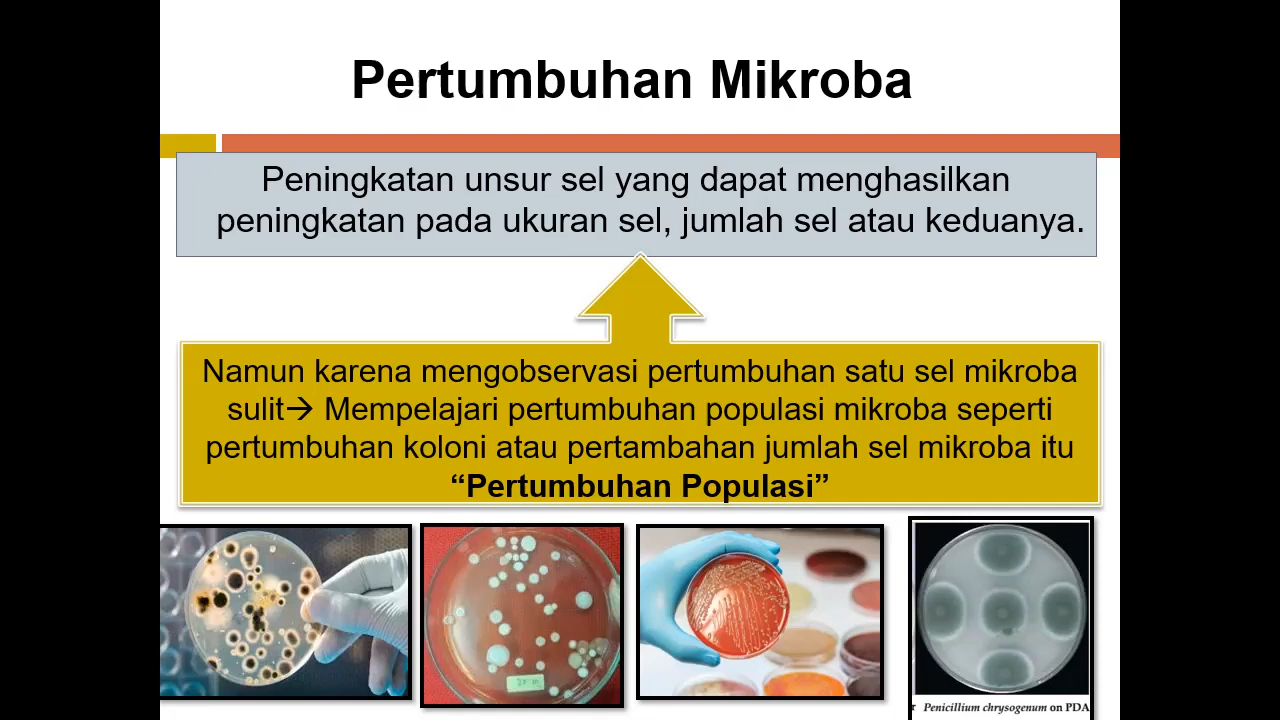 Pertumbuhan Mikroba
Peningkatan unsur sel yang dapat menghasilkan
peningkatan pada ukuran sel, jumlah sel atau keduanya.
Namun karena mengobservasi pertumbuhan satu sel mikroba
sulit→ Mempelajari pertumbuhan populasi mikroba seperti
pertumbuhan koloni atau pertambahan jumlah sel mikroba itu
“Pertumbuhan Populasi”
r Penicillium chrysogenum on PDA